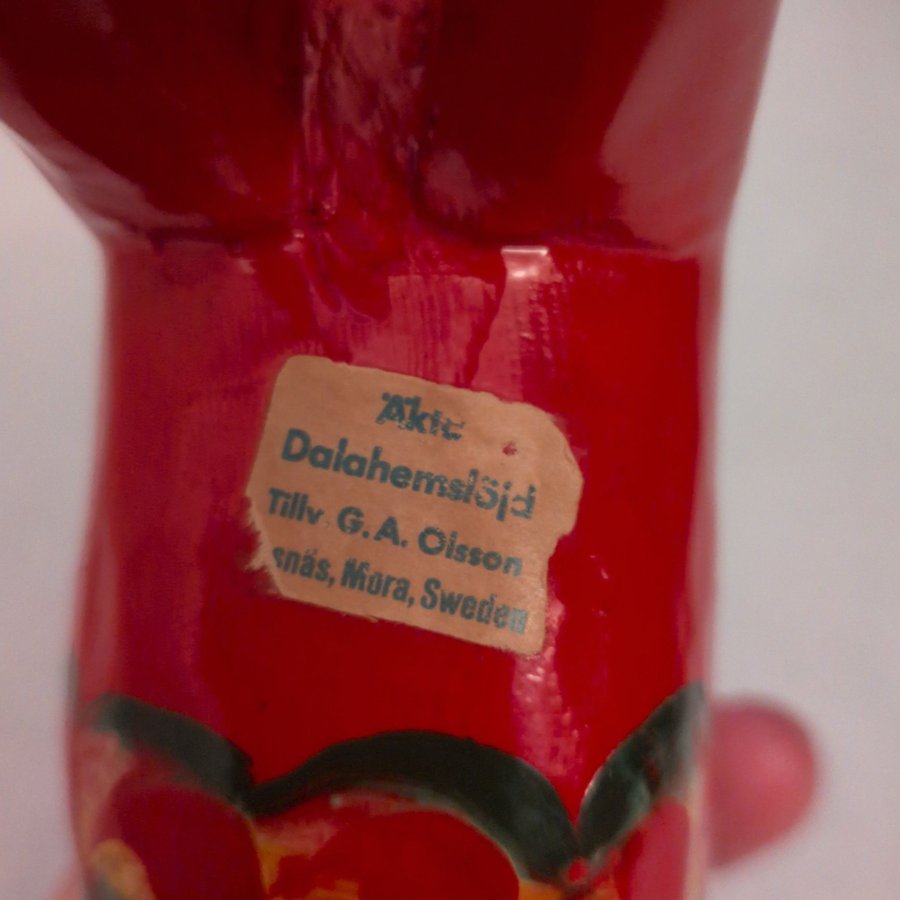 Äkta
Dalahemslöjd
Tillv. G. A. Olsson
snäs, Mora, Sweden